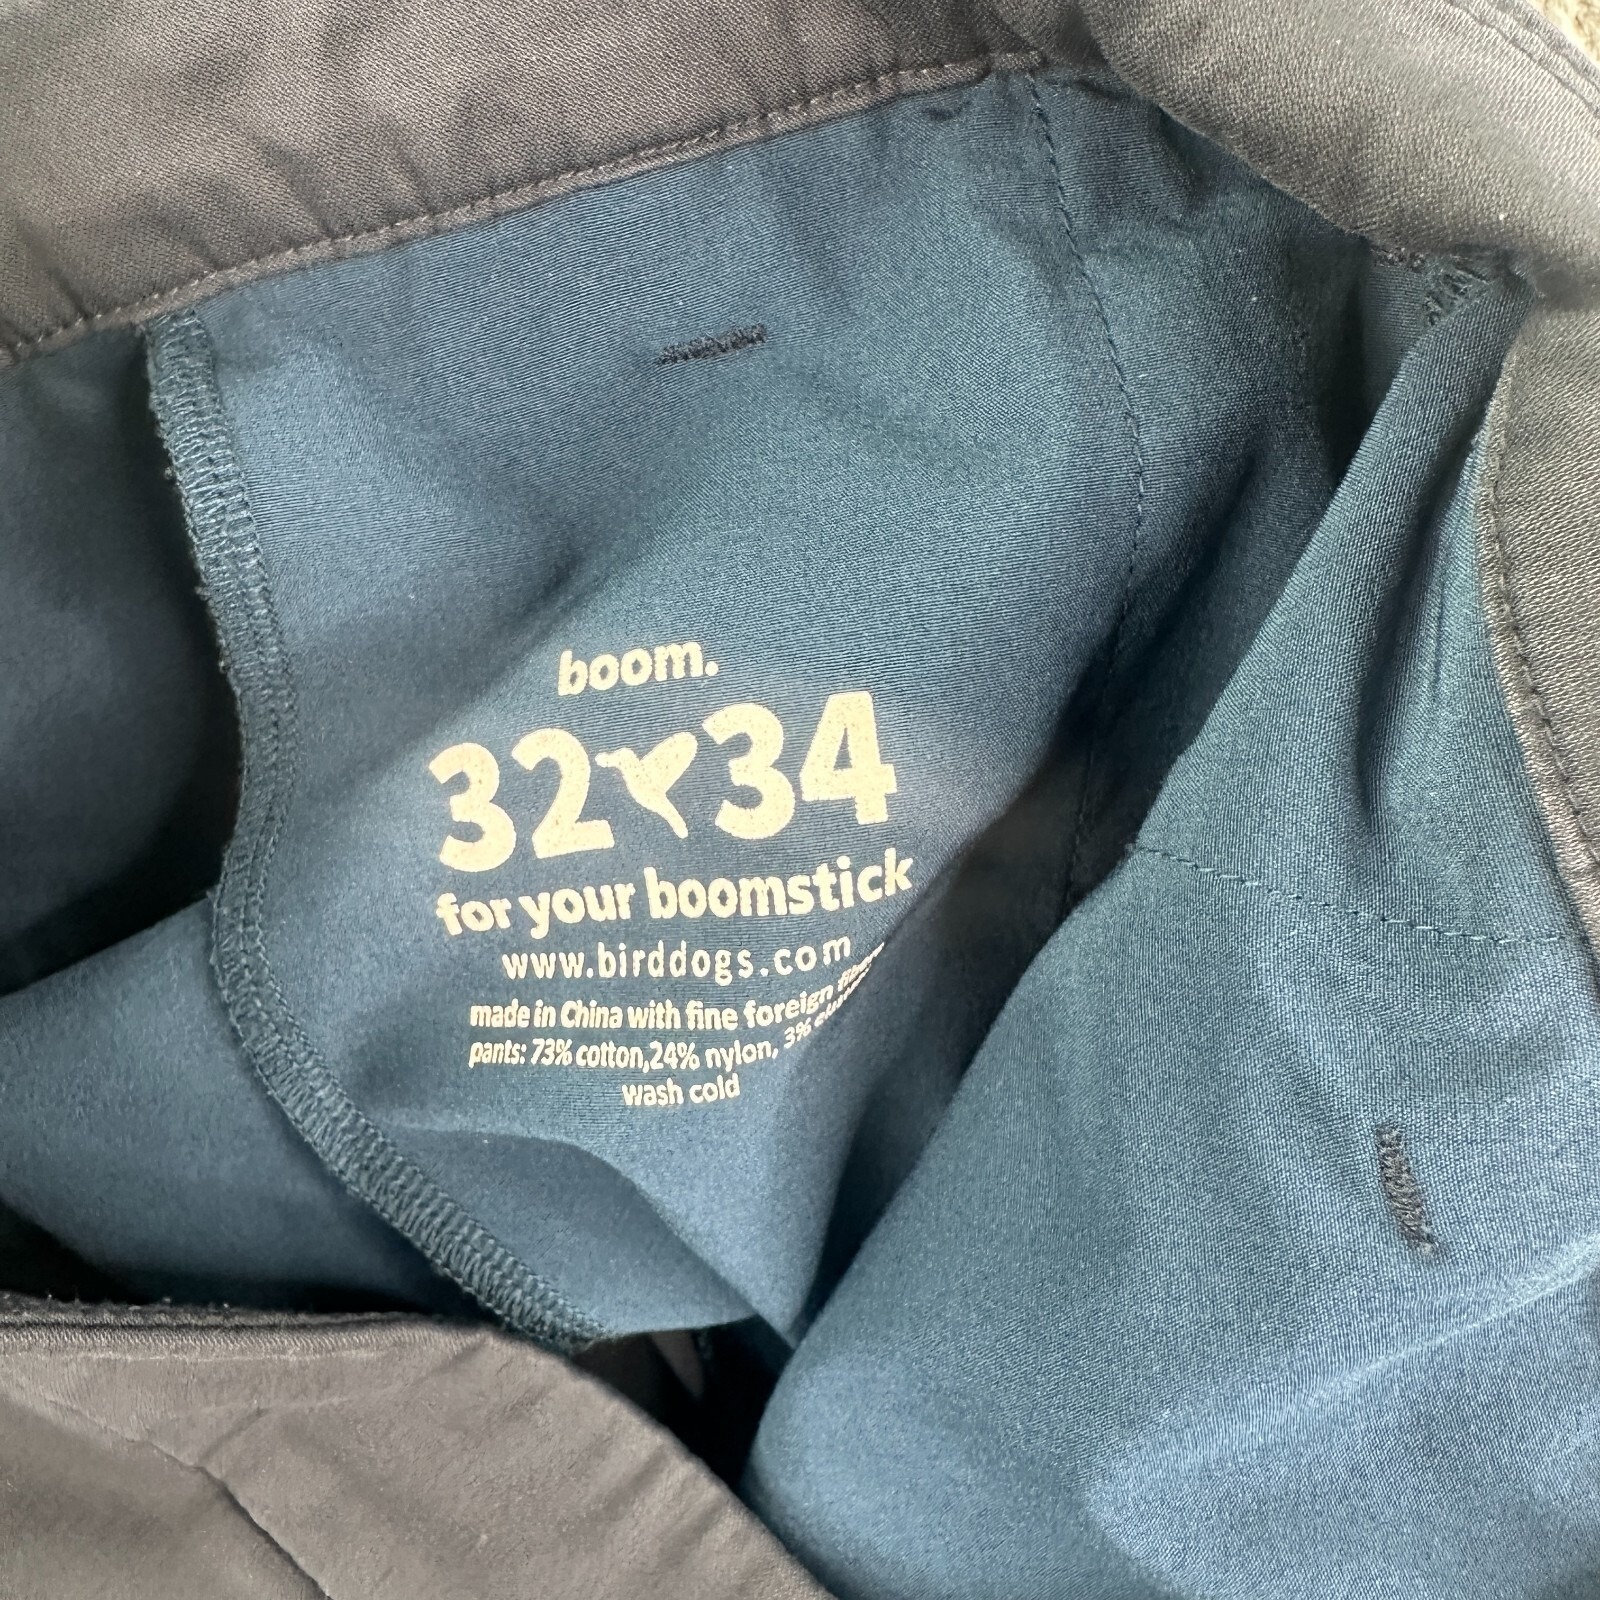 boom.
32 34
for your boomstick
www.birddogs.com
made in China with fine foreign
pants: 73% cotton,24% nylon, 3%
wash cold